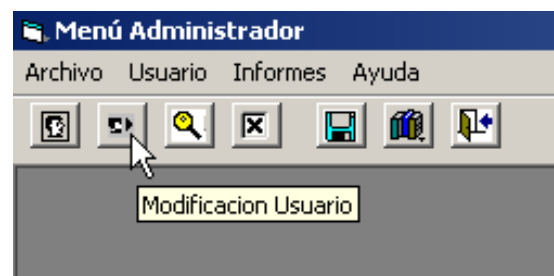 Menú Administrador
Archivo Usuario Informes Ayuda
Modificacion Usuario